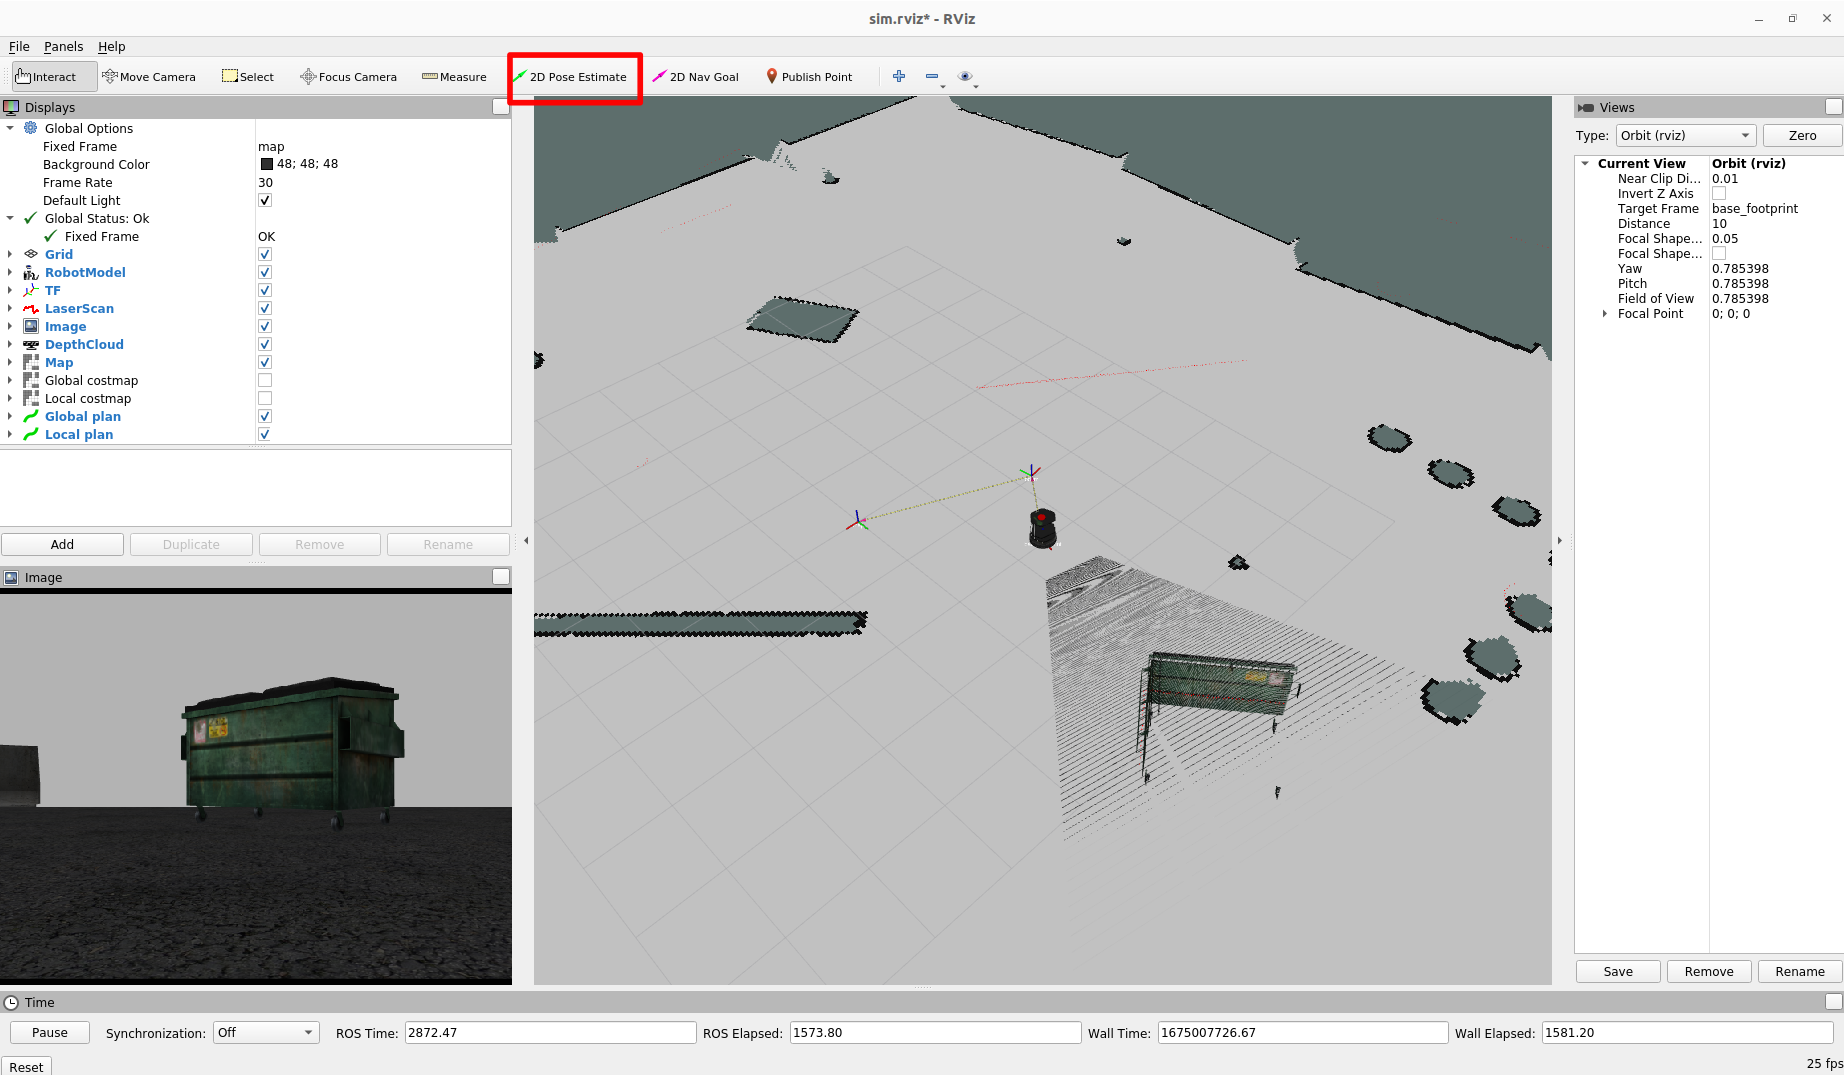 sim.rviz* - RViz
File Panels Help
Interact Move Camera Select Focus Camera Measure 2D Pose Estimate 2D Nav Goal Publish Point
Displays
Global Options
Fixed Frame map
Background Color 48; 48; 48
Frame Rate 30
Default Light
Global Status: Ok
Fixed Frame OK
Grid
RobotModel
TF
LaserScan
Image
DepthCloud
Map
Global costmap
Local costmap
Global plan
Local plan
Add Duplicate Remove Rename
Image
Views
Type: Orbit (rviz) Zero
Current View Orbit (rviz)
Near Clip Di... 0.01
Invert Z Axis
Target Frame base_footprint
Distance 10
Focal Shape... 0.05
Focal Shape...
Yaw 0.785398
Pitch 0.785398
Field of View 0.785398
Focal Point 0; 0; 0
Save Remove Rename
Time
Pause Synchronization: Off ROS Time: 2872.47 ROS Elapsed: 1573.80 Wall Time: 1675007726.67 Wall Elapsed: 1581.20
Reset 25 fps